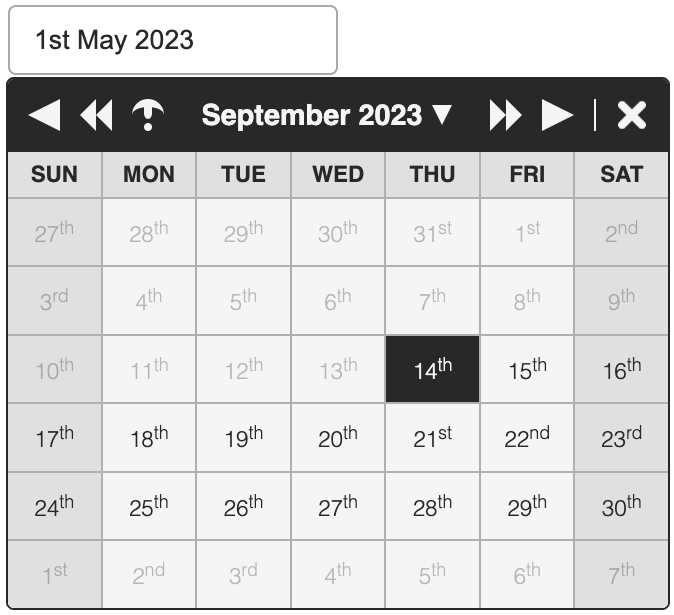 1st May 2023
September 2023
SUN MON TUE WED THU FRI SAT
27th 28th 29th 30th 31st 1st 2nd
3rd 4th 5th 6th 7th 8th 9th
10th 11th 12th 13th 14th 15th 16th
17th 18th 19th 20th 21st 22nd 23rd
24th 25th 26th 27th 28th 29th 30th
1st 2nd 3rd 4th 5th 6th 7th